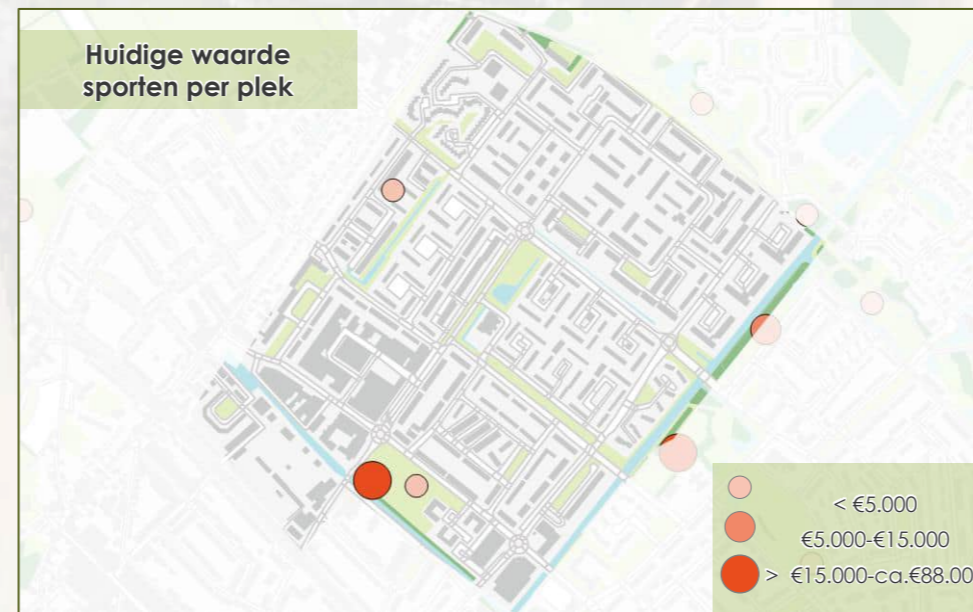 Huidige waarde
sporten per plek
< €5.000
€5.000-€15.000
> €15.000-ca.€88.00